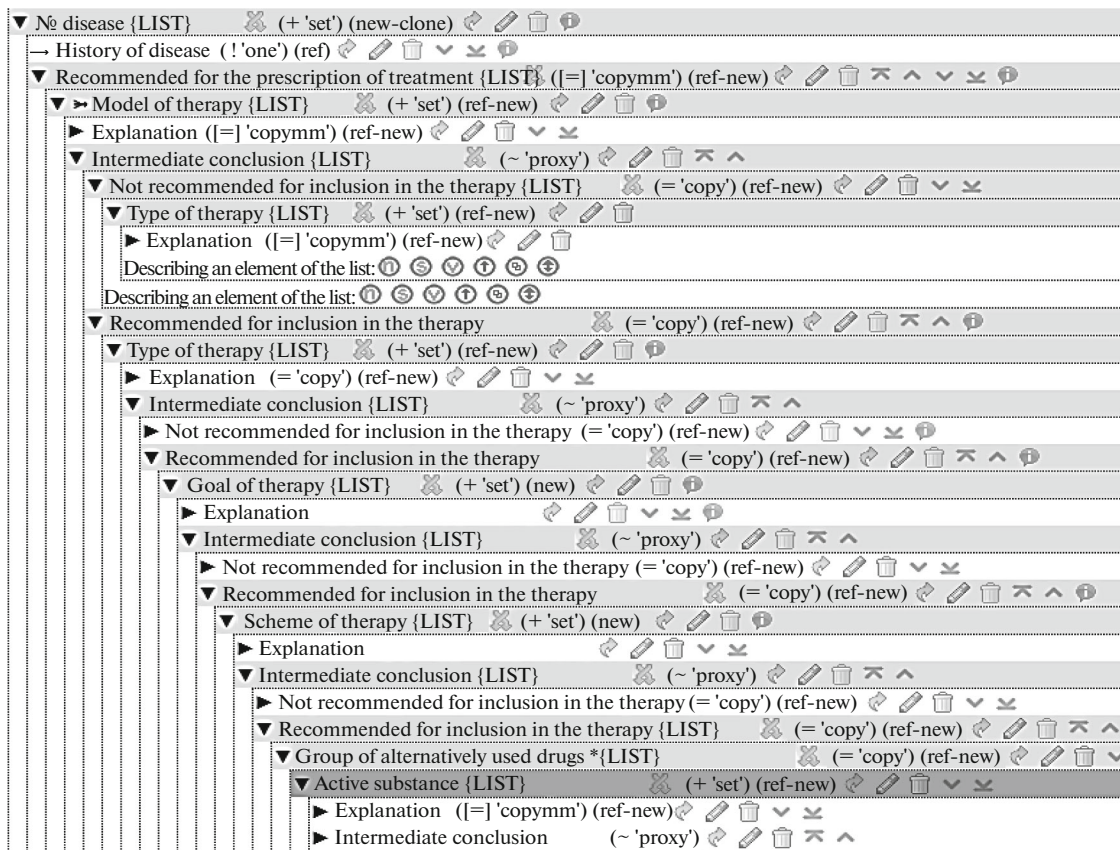 ▼ № disease {LIST} (+ 'set') (new-clone)
→ History of disease (! 'one') (ref)
▼ Recommended for the prescription of treatment {LIST} ([=] 'copymm') (ref-new)
▼ ➳ Model of therapy {LIST} (+ 'set') (ref-new)
► Explanation ([=] 'copymm') (ref-new)
▼ Intermediate conclusion {LIST} (~ 'proxy')
▼ Not recommended for inclusion in the therapy {LIST} (= 'copy') (ref-new)
▼ Type of therapy {LIST} (+ 'set') (ref-new)
► Explanation ([=] 'copymm') (ref-new)
Describing an element of the list: n s v
Describing an element of the list: n s v
▼ Recommended for inclusion in the therapy (= 'copy') (ref-new)
▼ Type of therapy {LIST} (+ 'set') (ref-new)
► Explanation (= 'copy') (ref-new)
▼ Intermediate conclusion {LIST} (~ 'proxy')
► Not recommended for inclusion in the therapy (= 'copy') (ref-new)
▼ Recommended for inclusion in the therapy (= 'copy') (ref-new)
▼ Goal of therapy {LIST} (+ 'set') (new)
► Explanation
▼ Intermediate conclusion {LIST} (~ 'proxy')
► Not recommended for inclusion in the therapy (= 'copy') (ref-new)
▼ Recommended for inclusion in the therapy (= 'copy') (ref-new)
▼ Scheme of therapy {LIST} (+ 'set') (new)
► Explanation
▼ Intermediate conclusion {LIST} (~ 'proxy')
► Not recommended for inclusion in the therapy (= 'copy') (ref-new)
▼ Recommended for inclusion in the therapy {LIST} (= 'copy') (ref-new)
▼ Group of alternatively used drugs *{LIST} (= 'copy') (ref-new)
▼ Active substance {LIST} (+ 'set') (ref-new)
► Explanation ([=] 'copymm') (ref-new)
► Intermediate conclusion (~ 'proxy')